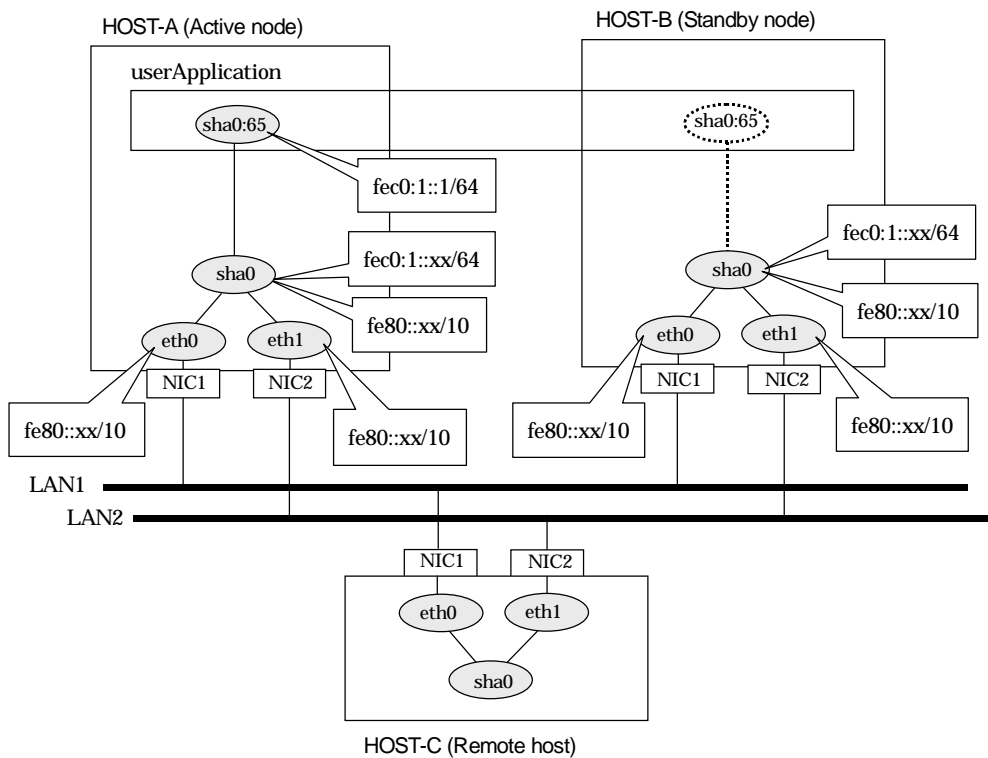 HOST-A (Active node)
HOST-B (Standby node)
userApplication
sha0:65
sha0:65
fec0:1::1/64
fec0:1::xx/64
fec0:1::xx/64
sha0
sha0
fe80::xx/10
fe80::xx/10
eth0
eth1
eth0
eth1
NIC1
NIC2
NIC1
NIC2
fe80::xx/10
fe80::xx/10
fe80::xx/10
fe80::xx/10
LAN1
LAN2
NIC1
NIC2
eth0
eth1
sha0
HOST-C (Remote host)